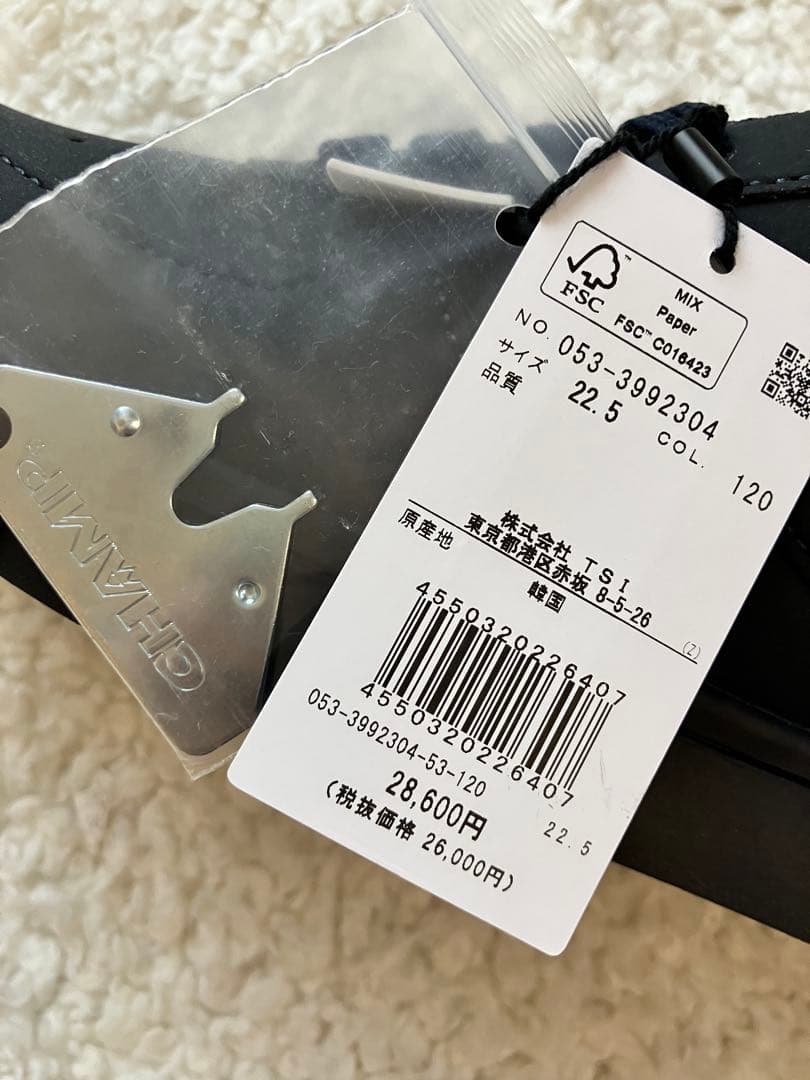 FSC™
MIX
Paper
FSC™ C016423
NO. 053-3992304
サイズ 22.5 COL. 120
品質
株式会社 TSI
東京都港区赤坂 8-5-26
原産地 韓国
(Z)
4550320226407
4550320226407
053-3992304-53-120
28,600円 22.5
(税抜価格 26,000円)
CHAMP